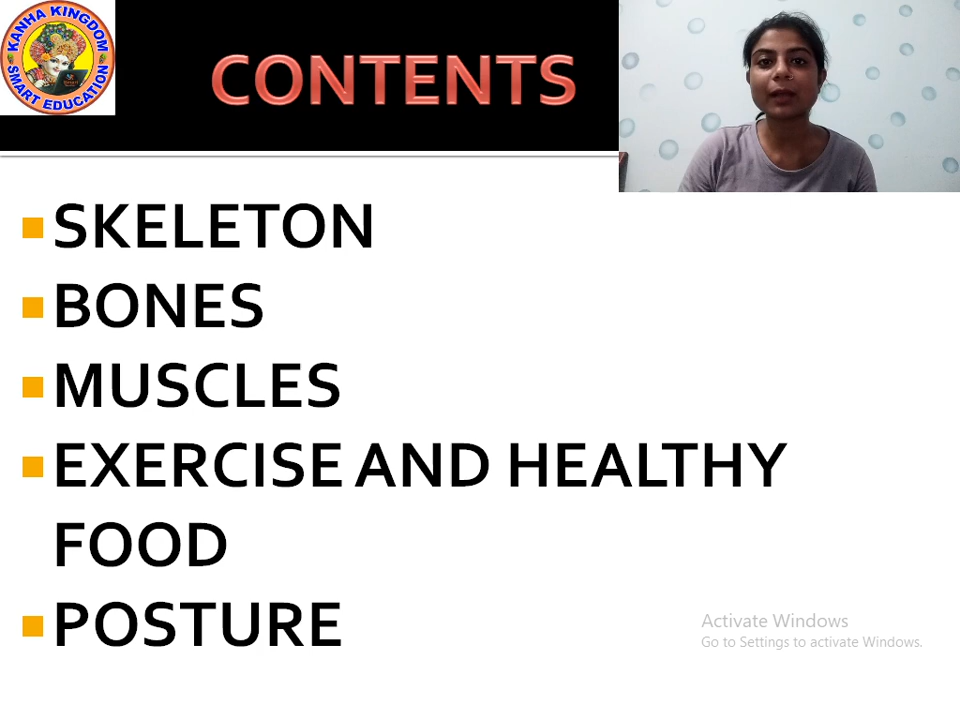 KANHA KINGDOM
SMART EDUCATION
CONTENTS
SKELETON
BONES
MUSCLES
EXERCISE AND HEALTHY
FOOD
POSTURE
Activate Windows
Go to Settings to activate Windows.